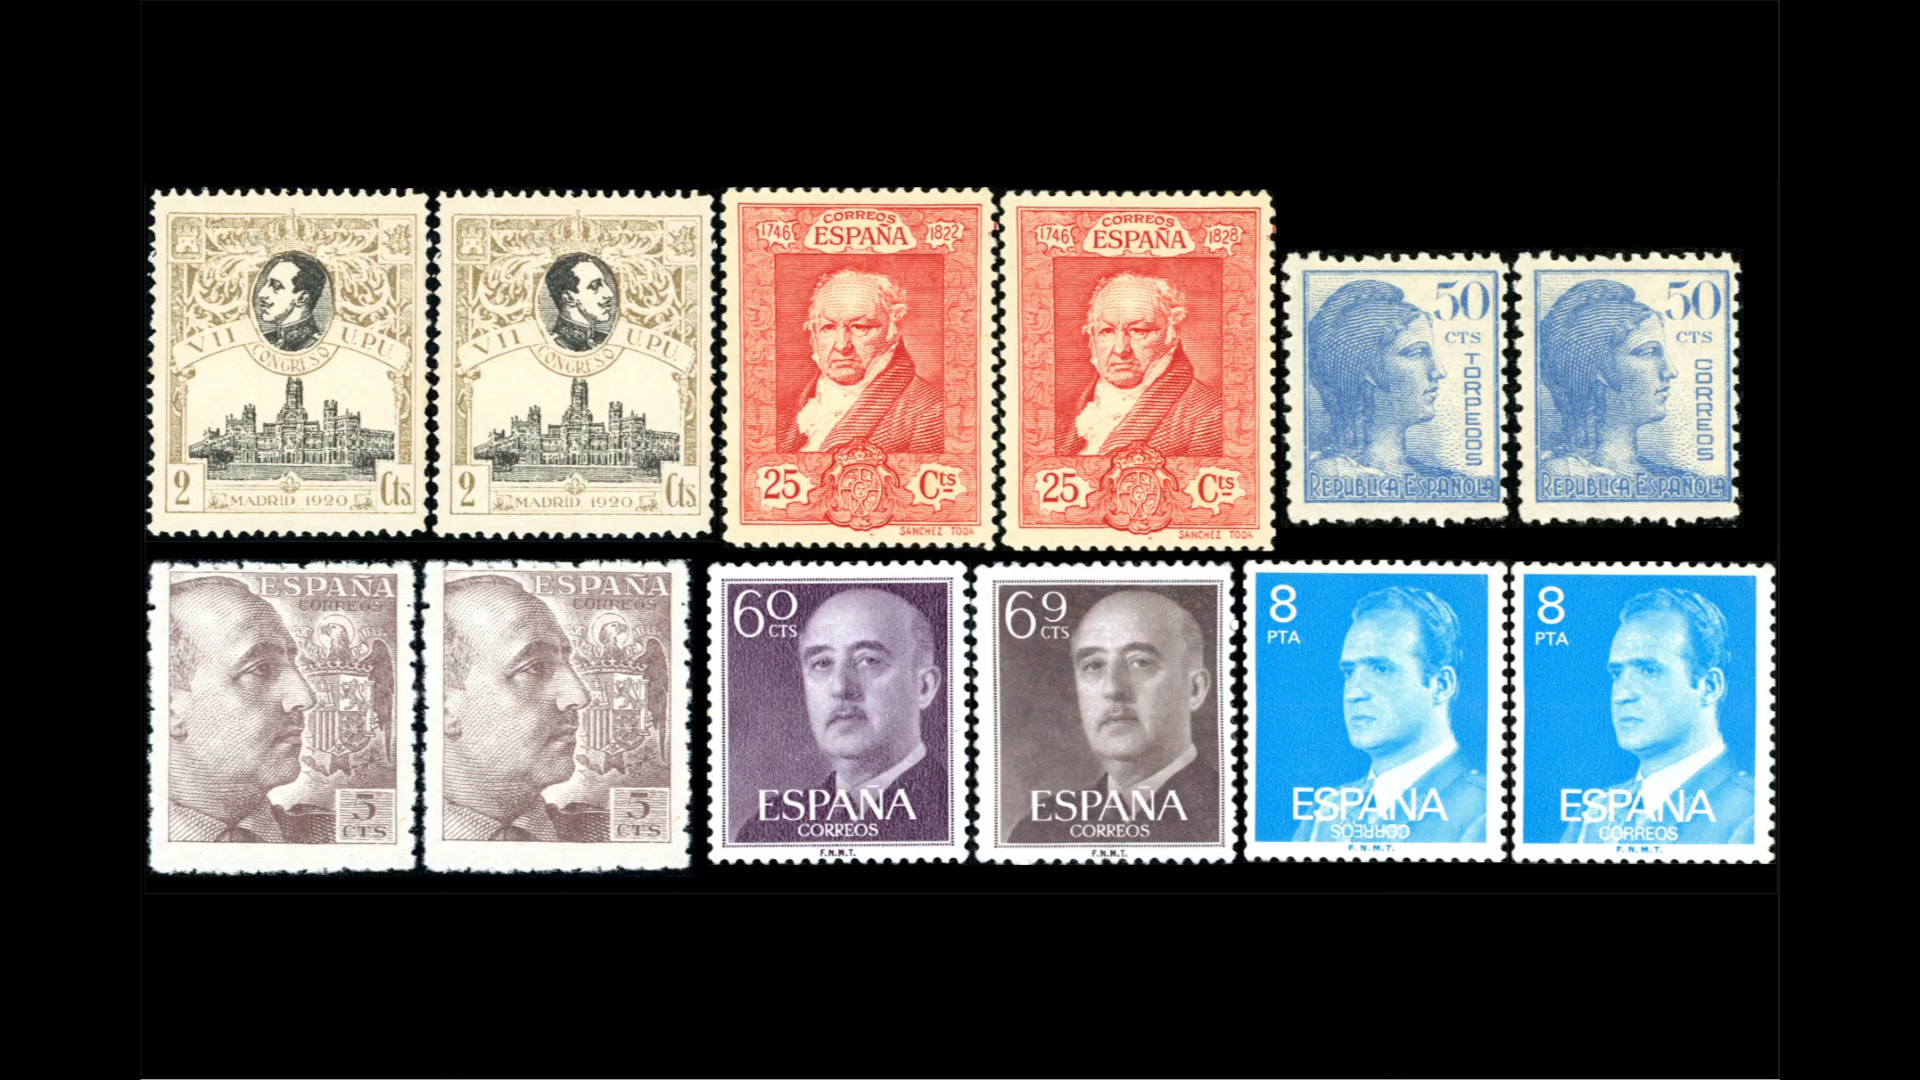 VII CONGRESO U.P.U.
2 MADRID 1920 Cts
VII CONGRESO U.P.U.
2 MADRID 1920 Cts
CORREOS
1746 ESPAÑA 1822
25 Cts
SANCHEZ TODA
CORREOS
1746 ESPAÑA 1828
25 Cts
SANCHEZ TODA
50
CTS
TORPEDOS
REPUBLICA ESPAÑOLA
50
CTS
CORREOS
REPUBLICA ESPAÑOLA
ESPAÑA
CORREOS
5
CTS
ESPAÑA
CORREOS
5
CTS
60
CTS
ESPAÑA
CORREOS
F.N.M.T.
69
CTS
ESPAÑA
CORREOS
F.N.M.T.
8
PTA
ESPAÑA
CORREOS
F.N.M.T.
8
PTA
ESPAÑA
CORREOS
F.N.M.T.